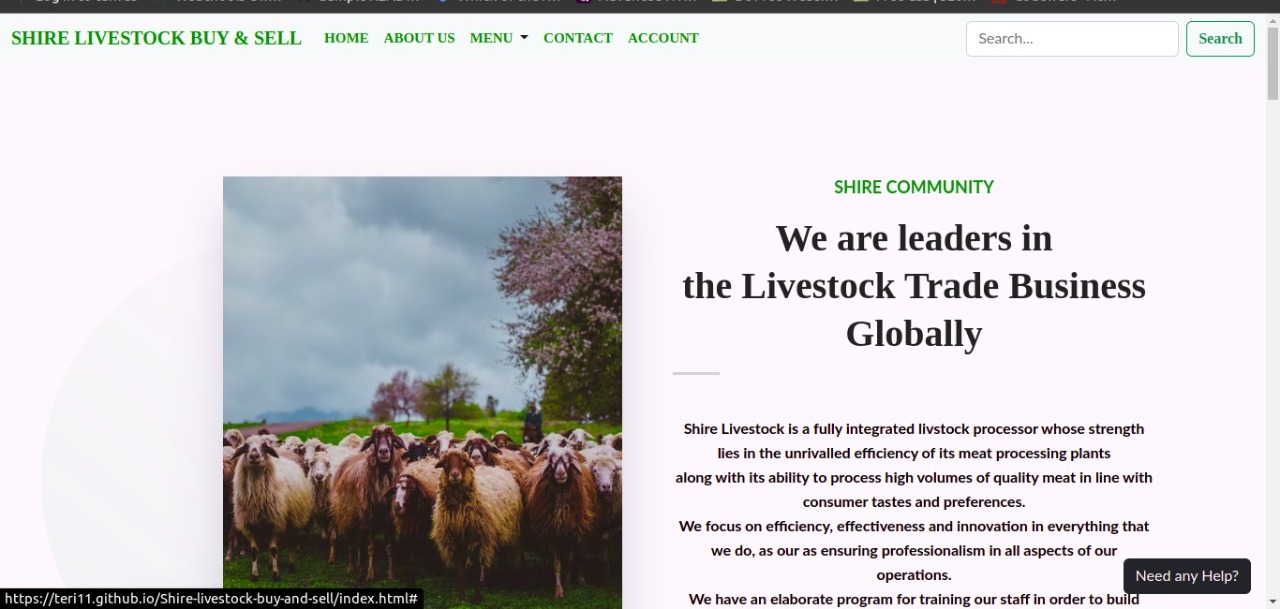 SHIRE LIVESTOCK BUY & SELL HOME ABOUT US MENU CONTACT ACCOUNT Search... Search
SHIRE COMMUNITY
We are leaders in
the Livestock Trade Business
Globally
Shire Livestock is a fully integrated livstock processor whose strength
lies in the unrivalled efficiency of its meat processing plants
along with its ability to process high volumes of quality meat in line with
consumer tastes and preferences.
We focus on efficiency, effectiveness and innovation in everything that
we do, as our as ensuring professionalism in all aspects of our
operations.
We have an elaborate program for training our staff in order to build
Need any Help?
https://teri11.github.io/Shire-livestock-buy-and-sell/index.html#